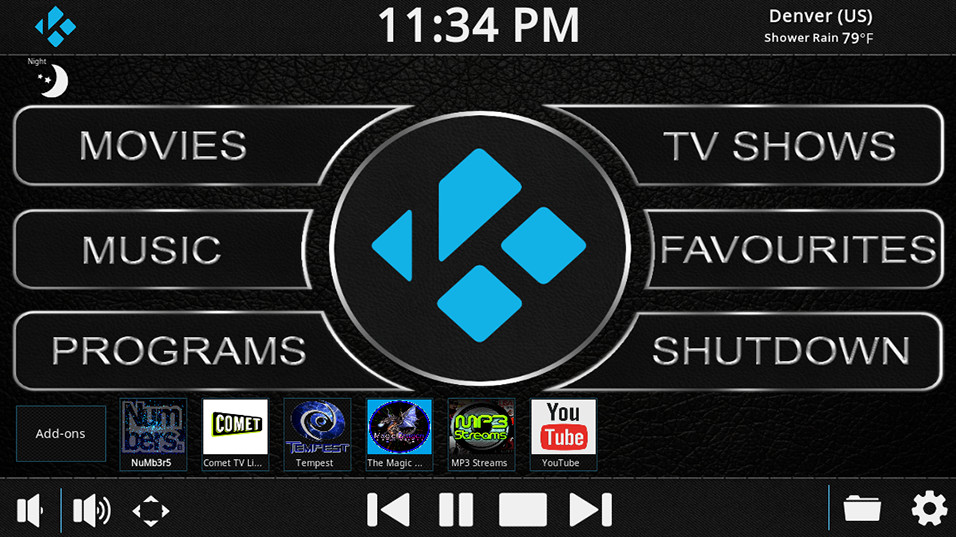 11:34 PM
Denver (US)
Shower Rain 79°F
Night
MOVIES
TV SHOWS
MUSIC
FAVOURITES
PROGRAMS
SHUTDOWN
Add-ons
Numbers.
NuMb3r5
COMET
Comet TV Li...
TEMPEST
Tempest
The Magic ...
MP3 Streams
MP3 Streams
You
Tube
YouTube